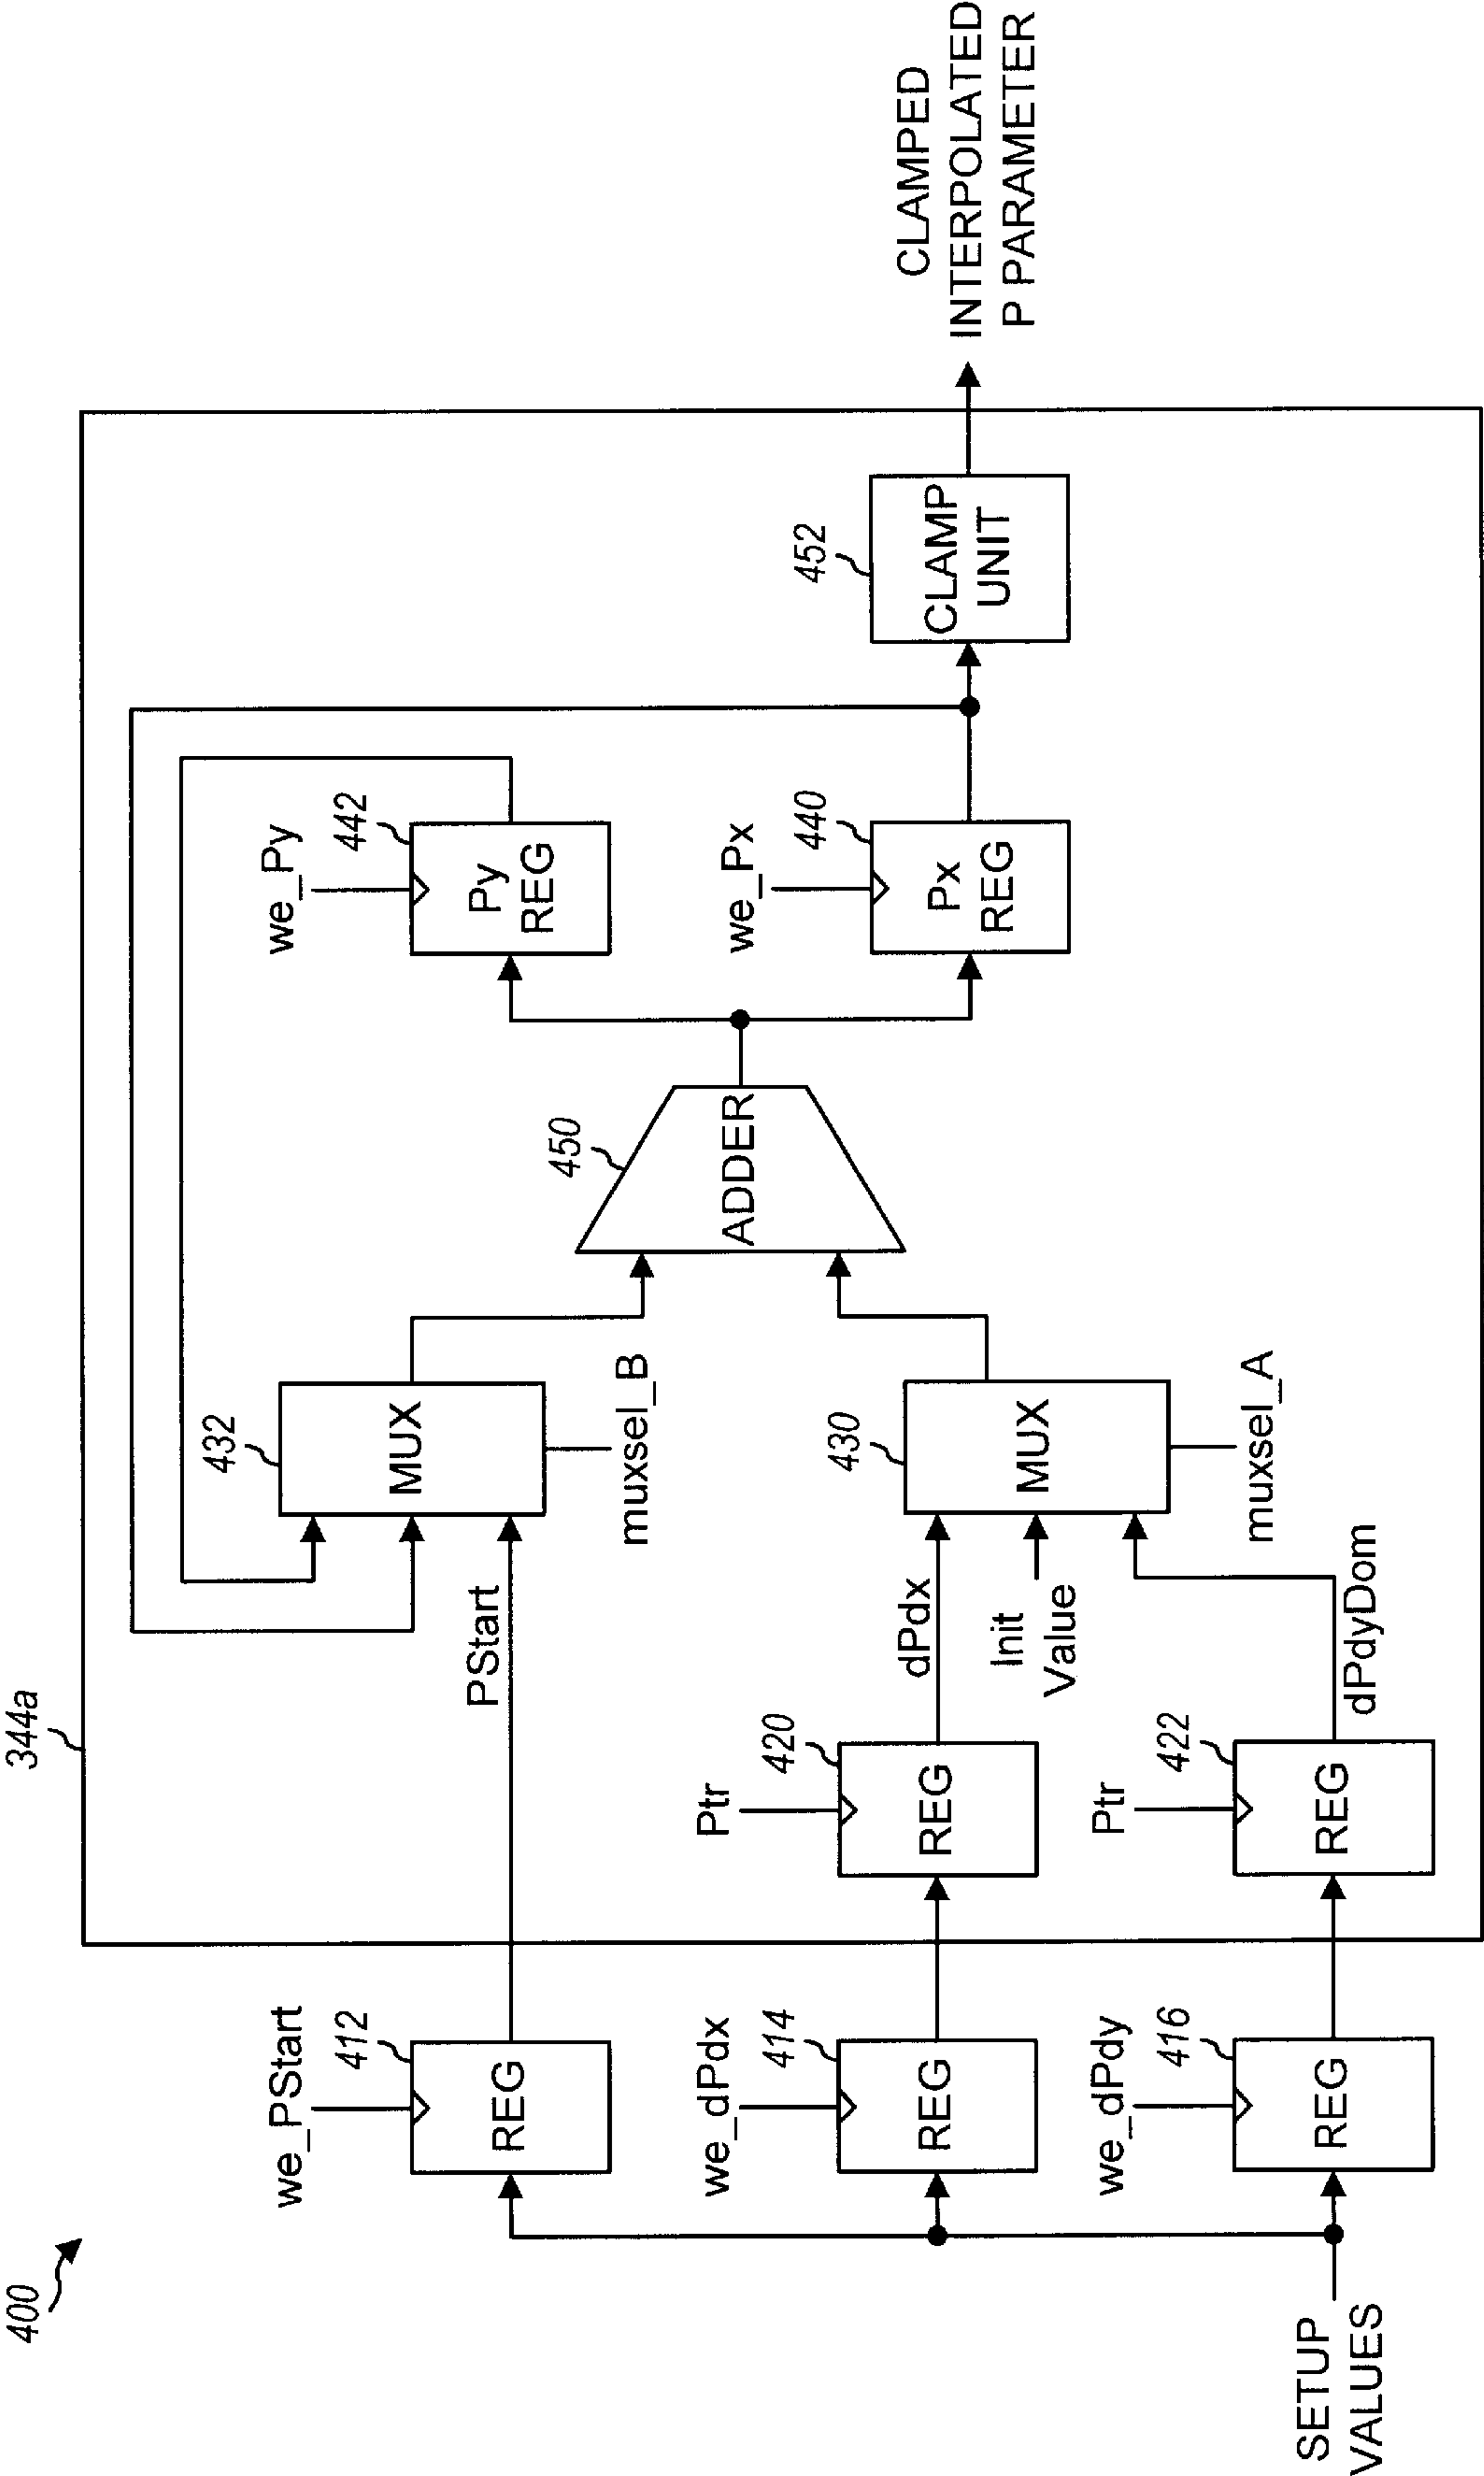 400
344a
SETUP
VALUES
we_PStart
412
REG
we_dPdx
414
REG
we_dPdy
416
REG
PStart
Ptr
420
REG
dPdx
Ptr
422
REG
dPdyDom
Init
Value
432
MUX
muxsel_B
430
MUX
muxsel_A
450
ADDER
we_Py
442
Py
REG
we_Px
440
Px
REG
452
CLAMP
UNIT
CLAMPED
INTERPOLATED
P PARAMETER